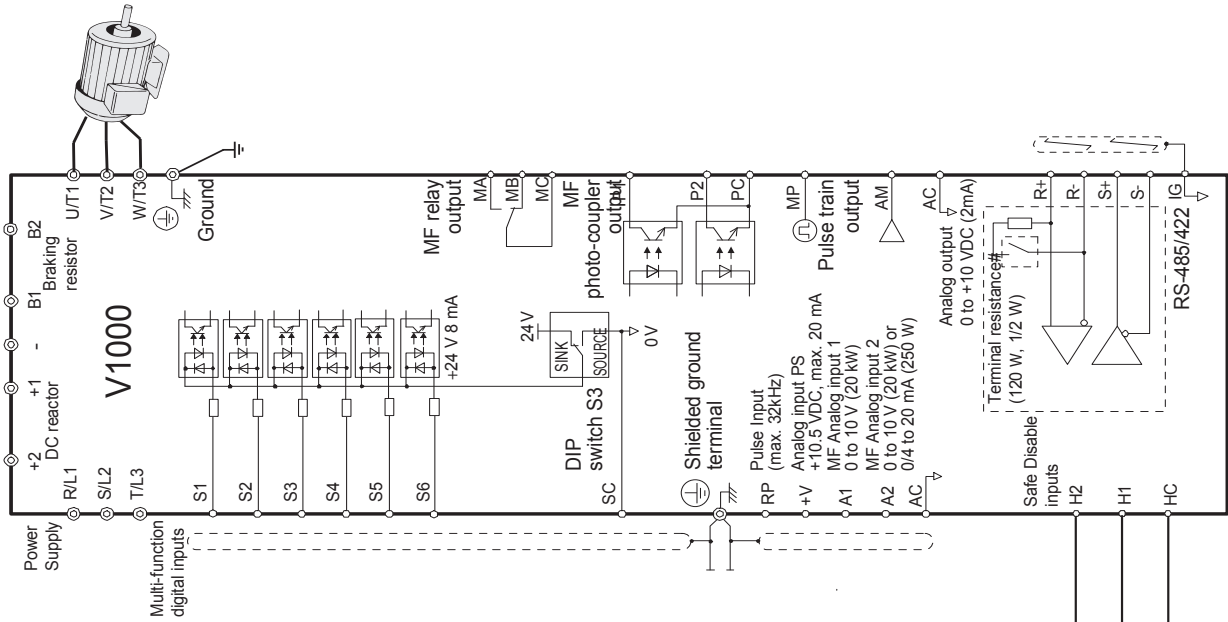 U/T1
V/T2
W/T3
Ground
B2
B1
Braking
resistor
-
+1
+2
DC reactor
V1000
Power
Supply
R/L1
S/L2
T/L3
Multi-function
digital inputs
S1
S2
S3
S4
S5
S6
+24 V 8 mA
24 V
SINK
SOURCE
0 V
DIP
switch S3
SC
MA
MB
MC
MF relay
output
MF
photo-coupler
output
P2
PC
MP
Pulse train
output
AM
AC
Analog output
0 to +10 VDC (2mA)
Shielded ground
terminal
RP
Pulse Input
(max. 32kHz)
+V
Analog input PS
+10.5 VDC, max. 20 mA
A1
MF Analog input 1
0 to 10 V (20 kW)
A2
MF Analog input 2
0 to 10 V (20 kW) or
0/4 to 20 mA (250 W)
AC
R+
R-
S+
S-
IG
Terminal resistance#
(120 W, 1/2 W)
RS-485/422
Safe Disable
inputs
H2
H1
HC